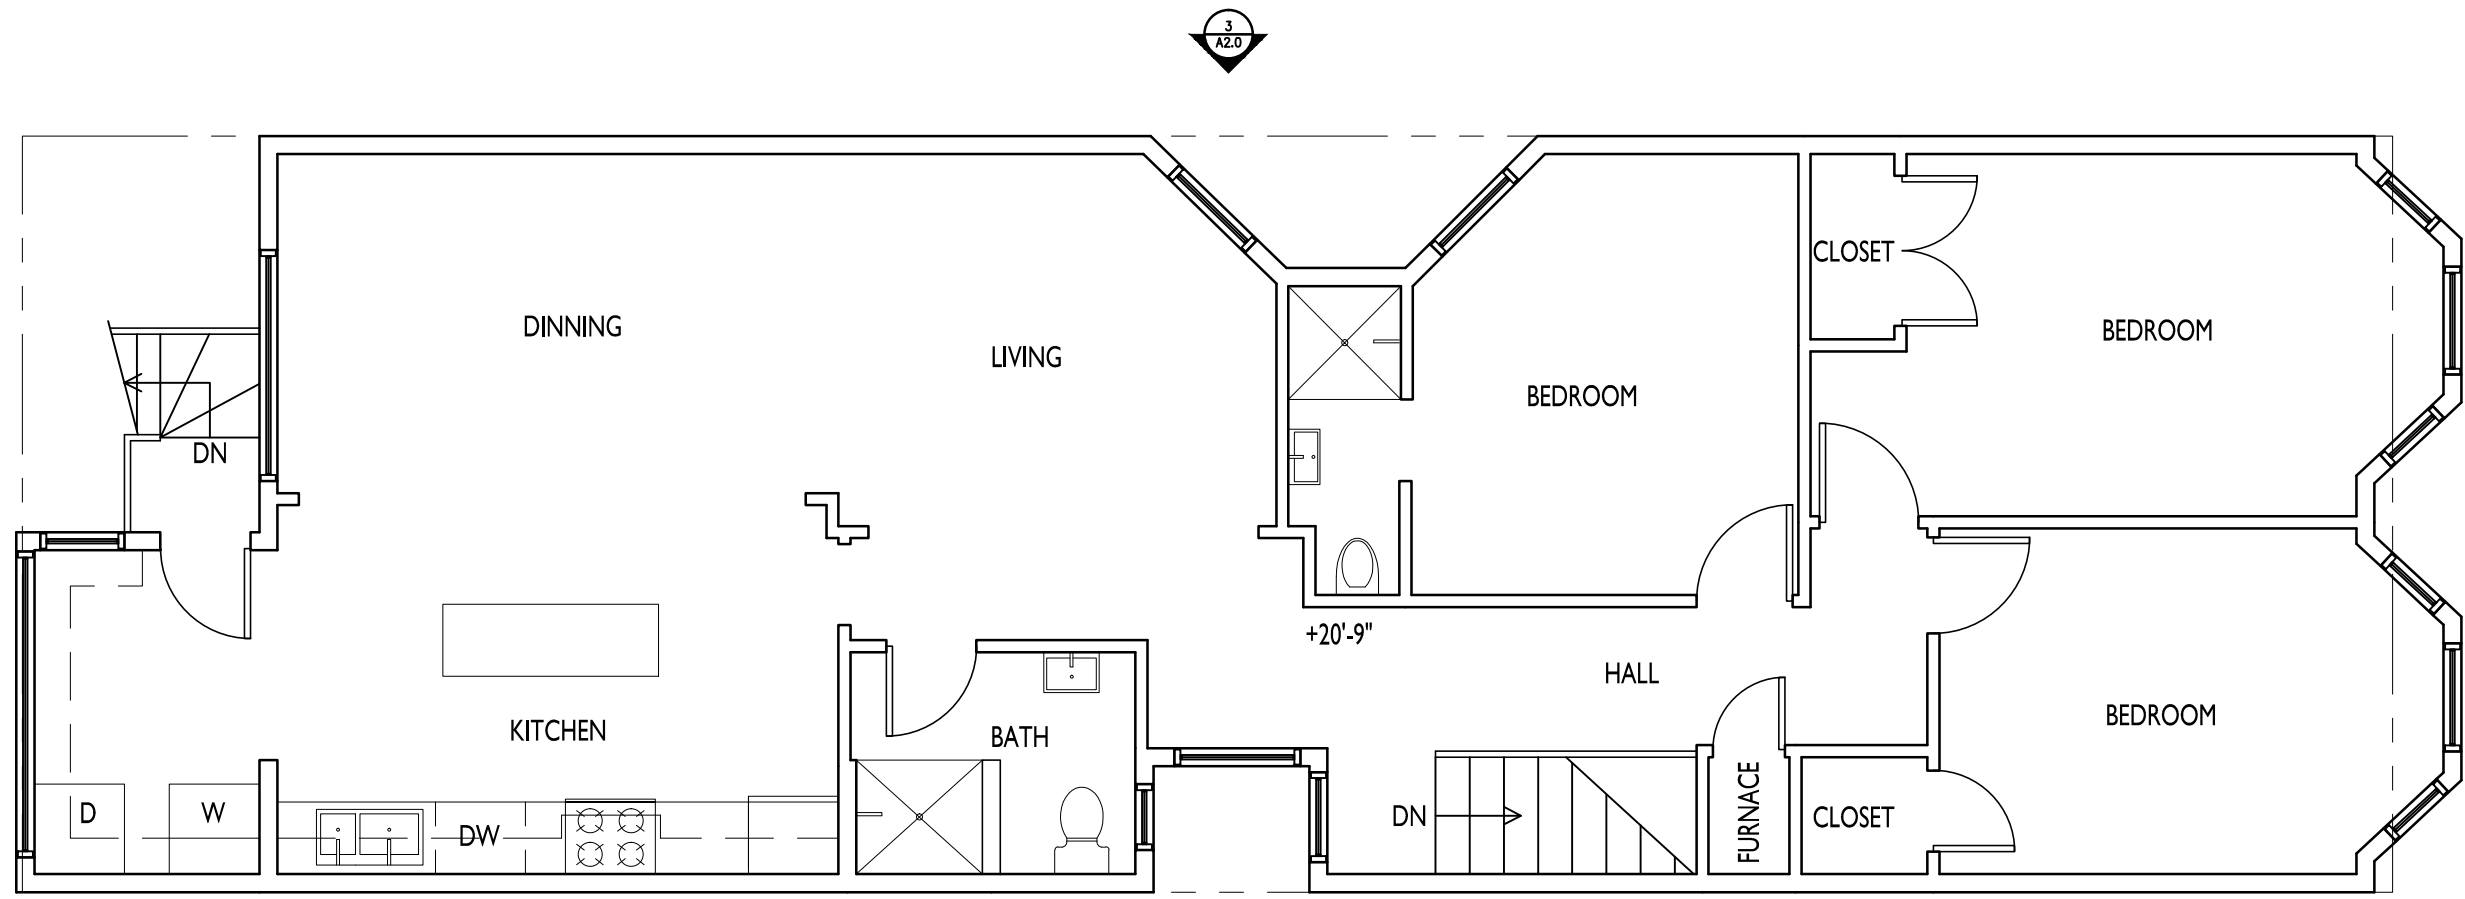 3
A2.0
CLOSET
DINNING
BEDROOM
LIVING
BEDROOM
DN
+20'-9"
HALL
KITCHEN
BATH
BEDROOM
D
W
DW
DN
FURNACE
CLOSET